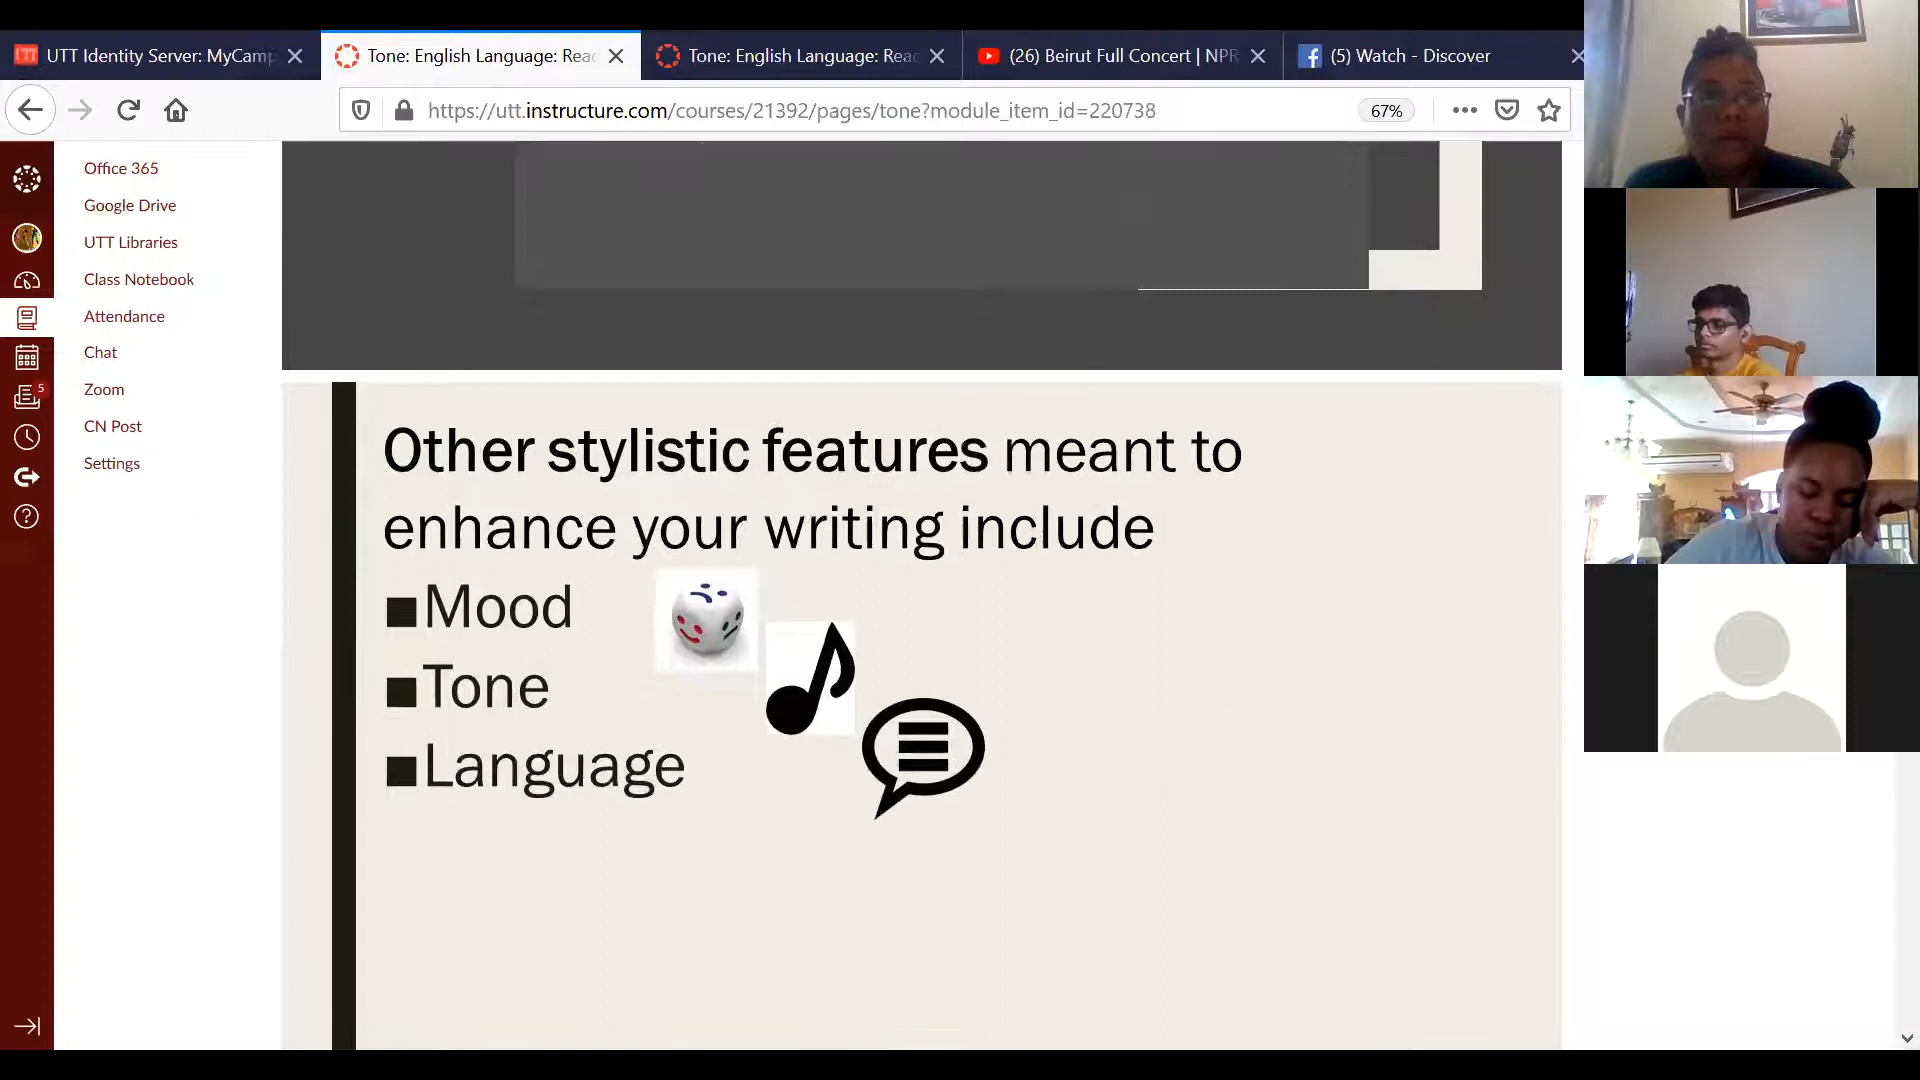 UTT Identity Server: MyCamp
Tone: English Language: Read
Tone: English Language: Read
(26) Beirut Full Concert | NPR
(5) Watch - Discover
https://utt.instructure.com/courses/21392/pages/tone?module_item_id=220738
67%
Office 365
Google Drive
UTT Libraries
Class Notebook
Attendance
Chat
Zoom
CN Post
Settings
5
Other stylistic features meant to
enhance your writing include
■Mood
■Tone
■Language